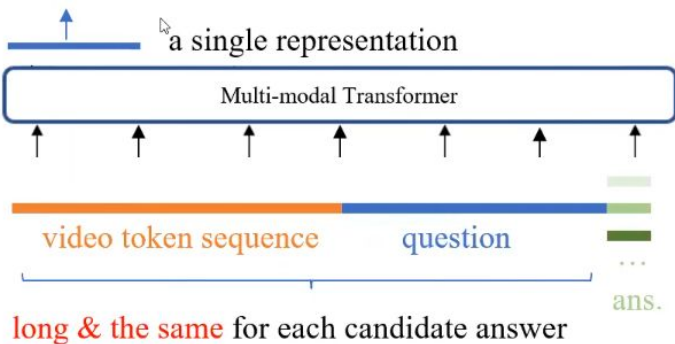 a single representation
Multi-modal Transformer
video token sequence question
...
ans.
long & the same for each candidate answer